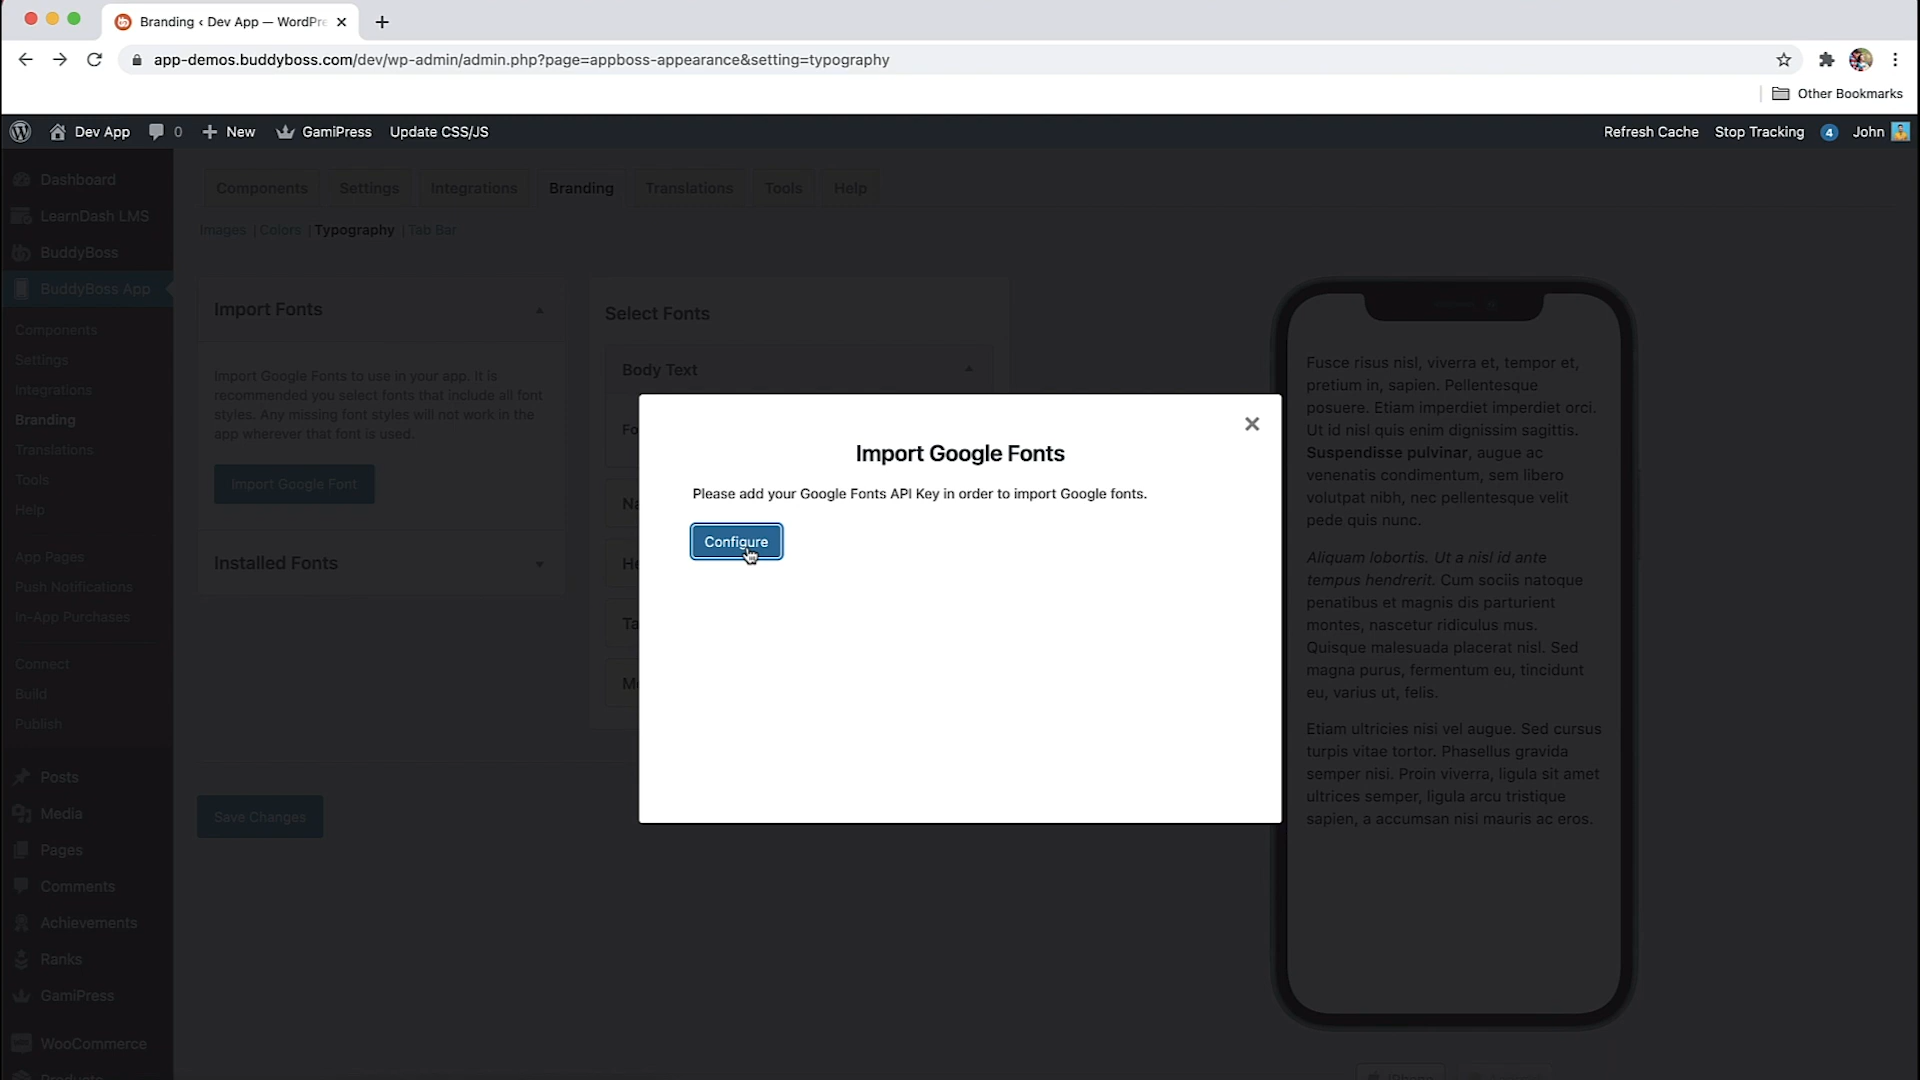 Branding ‹ Dev App — WordPre
app-demos.buddyboss.com/dev/wp-admin/admin.php?page=appboss-appearance&setting=typography
Other Bookmarks
Dev App
0
New
GamiPress
Update CSS/JS
Refresh Cache
Stop Tracking
4
John
Dashboard
LearnDash LMS
BuddyBoss
BuddyBoss App
Components
Settings
Integrations
Branding
Translations
Tools
Help
App Pages
Push Notifications
In-App Purchases
Connect
Build
Publish
Posts
Media
Pages
Comments
Achievements
Ranks
GamiPress
WooCommerce
Products
Components
Settings
Integrations
Branding
Translations
Tools
Help
Images | Colors | Typography | Tab Bar
Import Fonts
Import Google Fonts to use in your app. It is
recommended you select fonts that include all font
styles. Any missing font styles will not work in the
app wherever that font is used.
Import Google Font
Installed Fonts
Save Changes
Select Fonts
Body Text
Fo
Na
He
Ta
Me
Import Google Fonts
Please add your Google Fonts API Key in order to import Google fonts.
Configure
Fusce risus nisl, viverra et, tempor et,
pretium in, sapien. Pellentesque
posuere. Etiam imperdiet imperdiet orci.
Ut id nisl quis enim dignissim sagittis.
Suspendisse pulvinar, augue ac
venenatis condimentum, sem libero
volutpat nibh, nec pellentesque velit
pede quis nunc.
Aliquam lobortis. Ut a nisl id ante
tempus hendrerit. Cum sociis natoque
penatibus et magnis dis parturient
montes, nascetur ridiculus mus.
Quisque malesuada placerat nisl. Sed
magna purus, fermentum eu, tincidunt
eu, varius ut, felis.
Etiam ultricies nisi vel augue. Sed cursus
turpis vitae tortor. Phasellus gravida
semper nisi. Proin viverra, ligula sit amet
ultrices semper, ligula arcu tristique
sapien, a accumsan nisi mauris ac eros.
iPhone